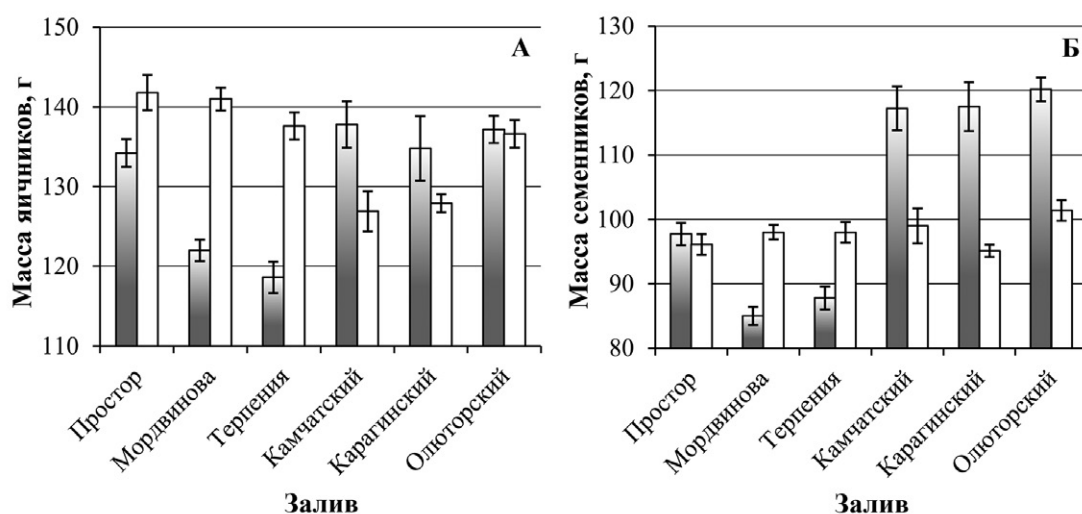 А
Масса яичников, г
150
140
130
120
110
Простор
Мордвинова
Терпения
Камчатский
Карагинский
Олюторский
Залив
Б
Масса семенников, г
130
120
110
100
90
80
Простор
Мордвинова
Терпения
Камчатский
Карагинский
Олюторский
Залив